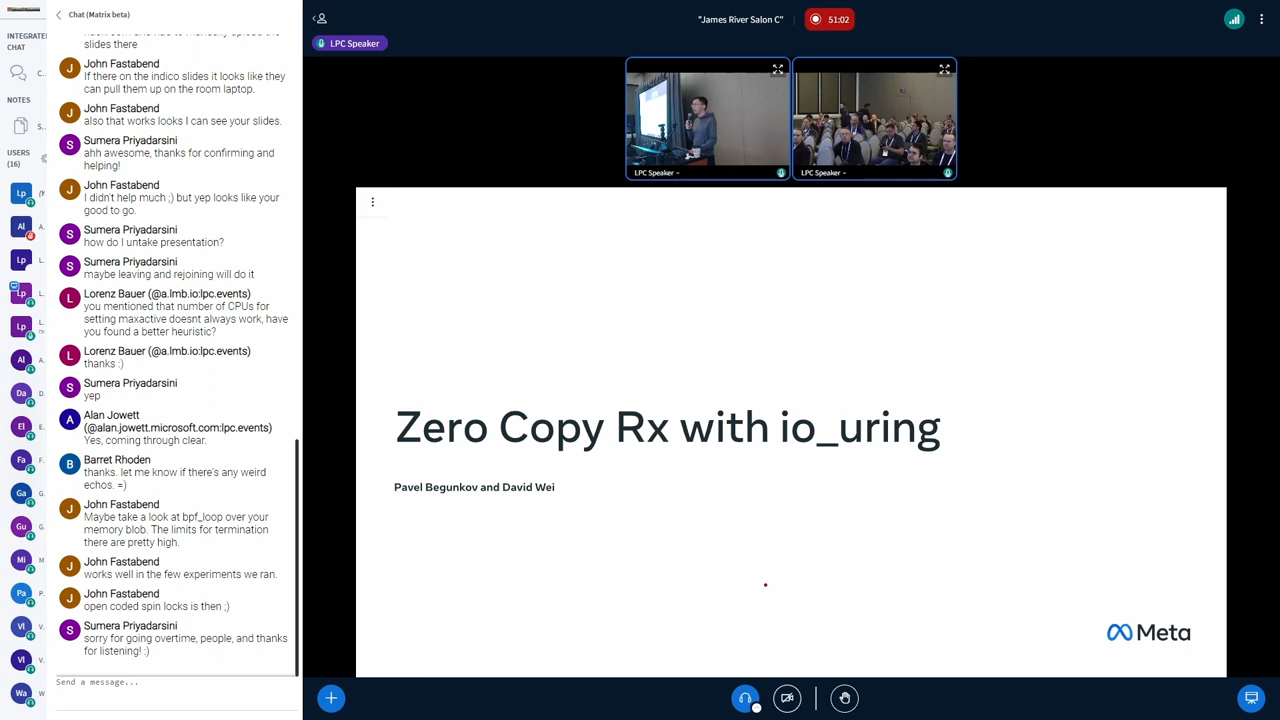 Chat (Matrix beta)
INTEGRATE
CHAT
C..
NOTES
S..
USERS
(16)
slides there
John Fastabend
If there on the indico slides it looks like they
can pull them up on the room laptop.
John Fastabend
also that works looks I can see your slides.
Sumera Priyadarsini
ahh awesome, thanks for confirming and
helping!
John Fastabend
I didn't help much ;) but yep looks like your
good to go.
Sumera Priyadarsini
how do I untake presentation?
Sumera Priyadarsini
maybe leaving and rejoining will do it
Lorenz Bauer (@a.lmb.io:lpc.events)
you mentioned that number of CPUs for
setting maxactive doesnt always work, have
you found a better heuristic?
Lorenz Bauer (@a.lmb.io:lpc.events)
thanks :)
Sumera Priyadarsini
yep
Alan Jowett
(@alan.jowett.microsoft.com:lpc.events)
Yes, coming through clear.
Barret Rhoden
thanks. let me know if there's any weird
echos. =)
John Fastabend
Maybe take a look at bpf_loop over your
memory blob. The limits for termination
there are pretty high.
John Fastabend
works well in the few experiments we ran.
John Fastabend
open coded spin locks is then ;)
Sumera Priyadarsini
sorry for going overtime, people, and thanks
for listening! :)
Send a message...
"James River Salon C"
51:02
LPC Speaker
LPC Speaker
LPC Speaker
Zero Copy Rx with io_uring
Pavel Begunkov and David Wei
Meta